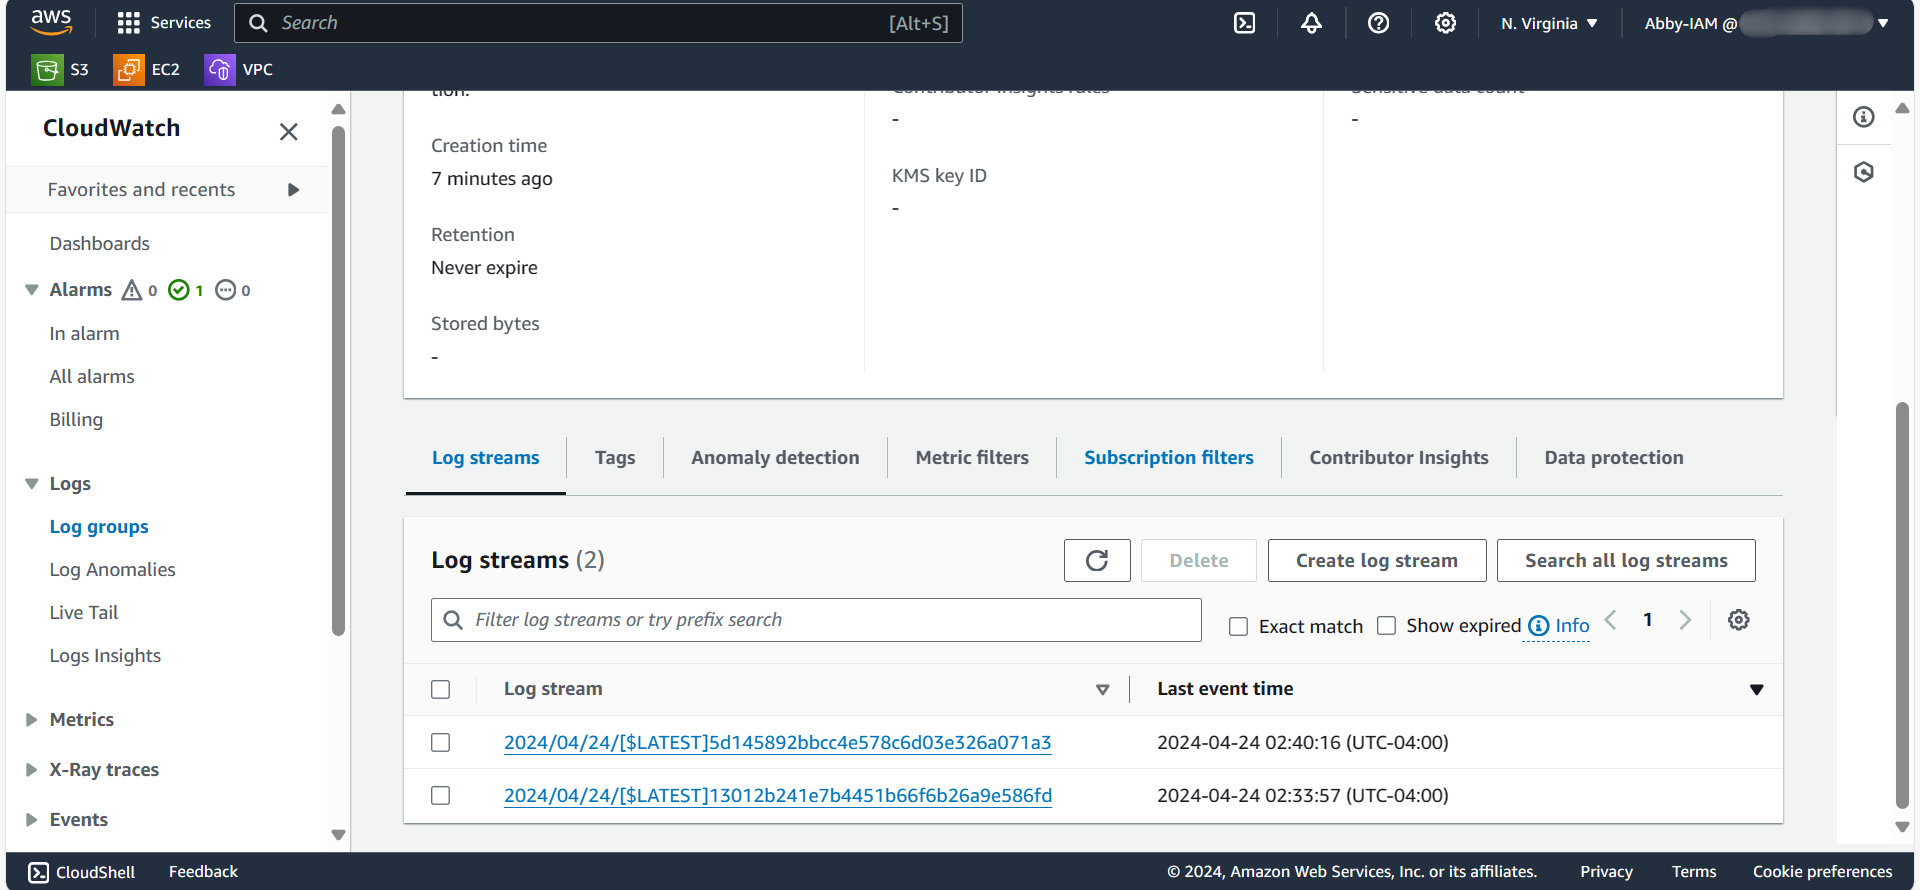 aws
Services
Search
[Alt+S]
N. Virginia
Abby-IAM @
S3
EC2
VPC
CloudWatch
Favorites and recents
Dashboards
Alarms 0 1 0
In alarm
All alarms
Billing
Logs
Log groups
Log Anomalies
Live Tail
Logs Insights
Metrics
X-Ray traces
Events
tion.
Creation time
7 minutes ago
Retention
Never expire
Stored bytes
-
Contributor Insights rules
-
KMS key ID
-
Sensitive data count
-
Log streams
Tags
Anomaly detection
Metric filters
Subscription filters
Contributor Insights
Data protection
Log streams (2)
Delete
Create log stream
Search all log streams
Filter log streams or try prefix search
Exact match
Show expired
Info
1
Log stream
Last event time
2024/04/24/[$LATEST]5d145892bbcc4e578c6d03e326a071a3
2024-04-24 02:40:16 (UTC-04:00)
2024/04/24/[$LATEST]13012b241e7b4451b66f6b26a9e586fd
2024-04-24 02:33:57 (UTC-04:00)
CloudShell
Feedback
© 2024, Amazon Web Services, Inc. or its affiliates.
Privacy
Terms
Cookie preferences